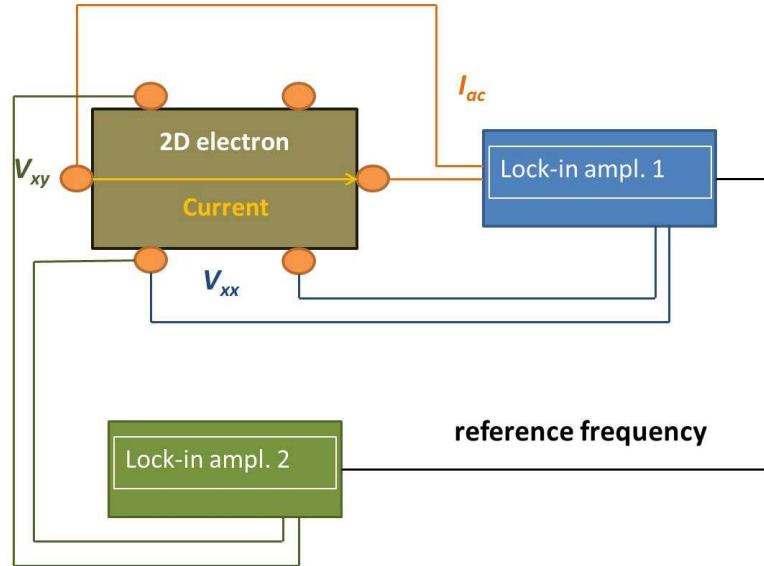 I_ac
2D electron
V_xy
Current
Lock-in ampl. 1
V_xx
reference frequency
Lock-in ampl. 2